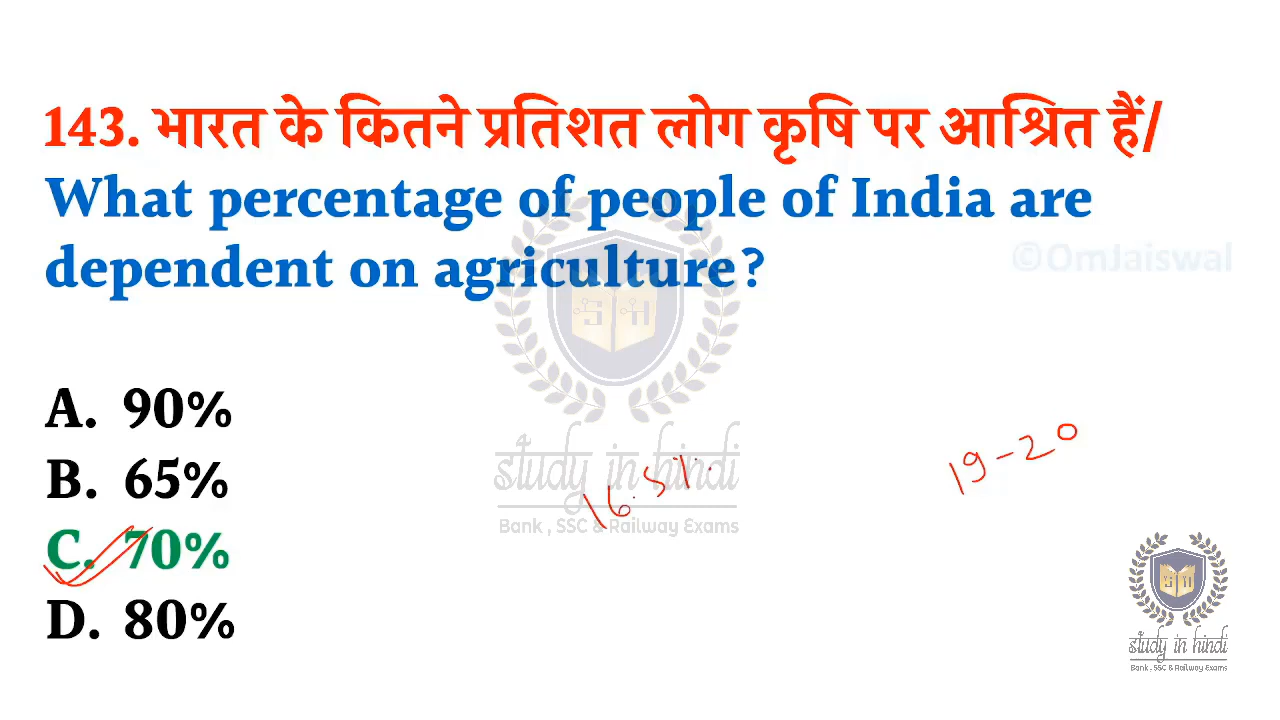 143. भारत के कितने प्रतिशत लोग कृषि पर आश्रित हैं/
What percentage of people of India are
dependent on agriculture?
©OmJaiswal
S H
A. 90%
B. 65%
C. 70%
D. 80%
study in hindi
Bank , SSC & Railway Exams
16.5%
19-20
S H
study in hindi
Bank , SSC & Railway Exams